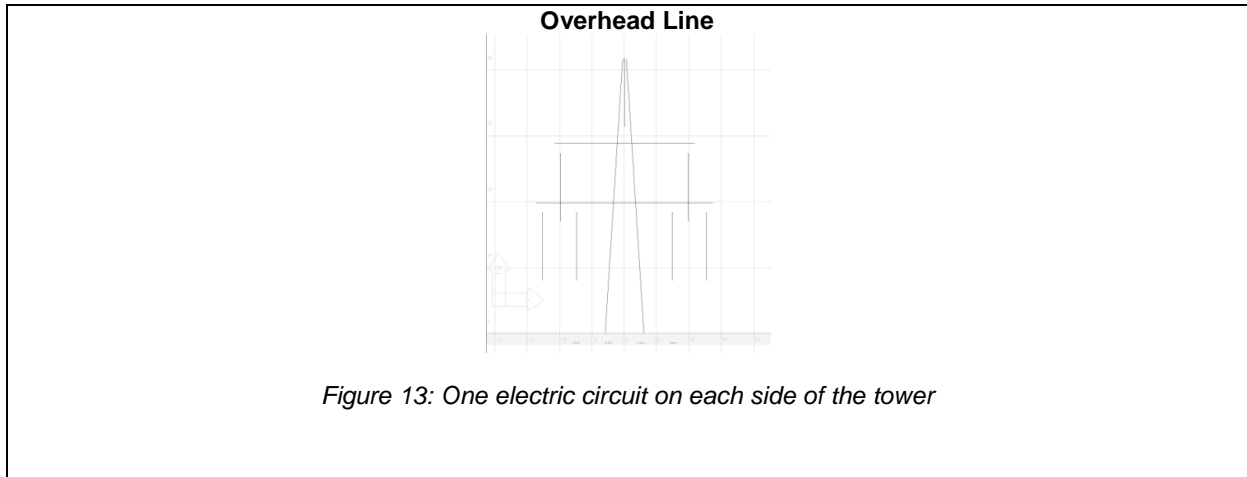 Overhead Line
Figure 13: One electric circuit on each side of the tower